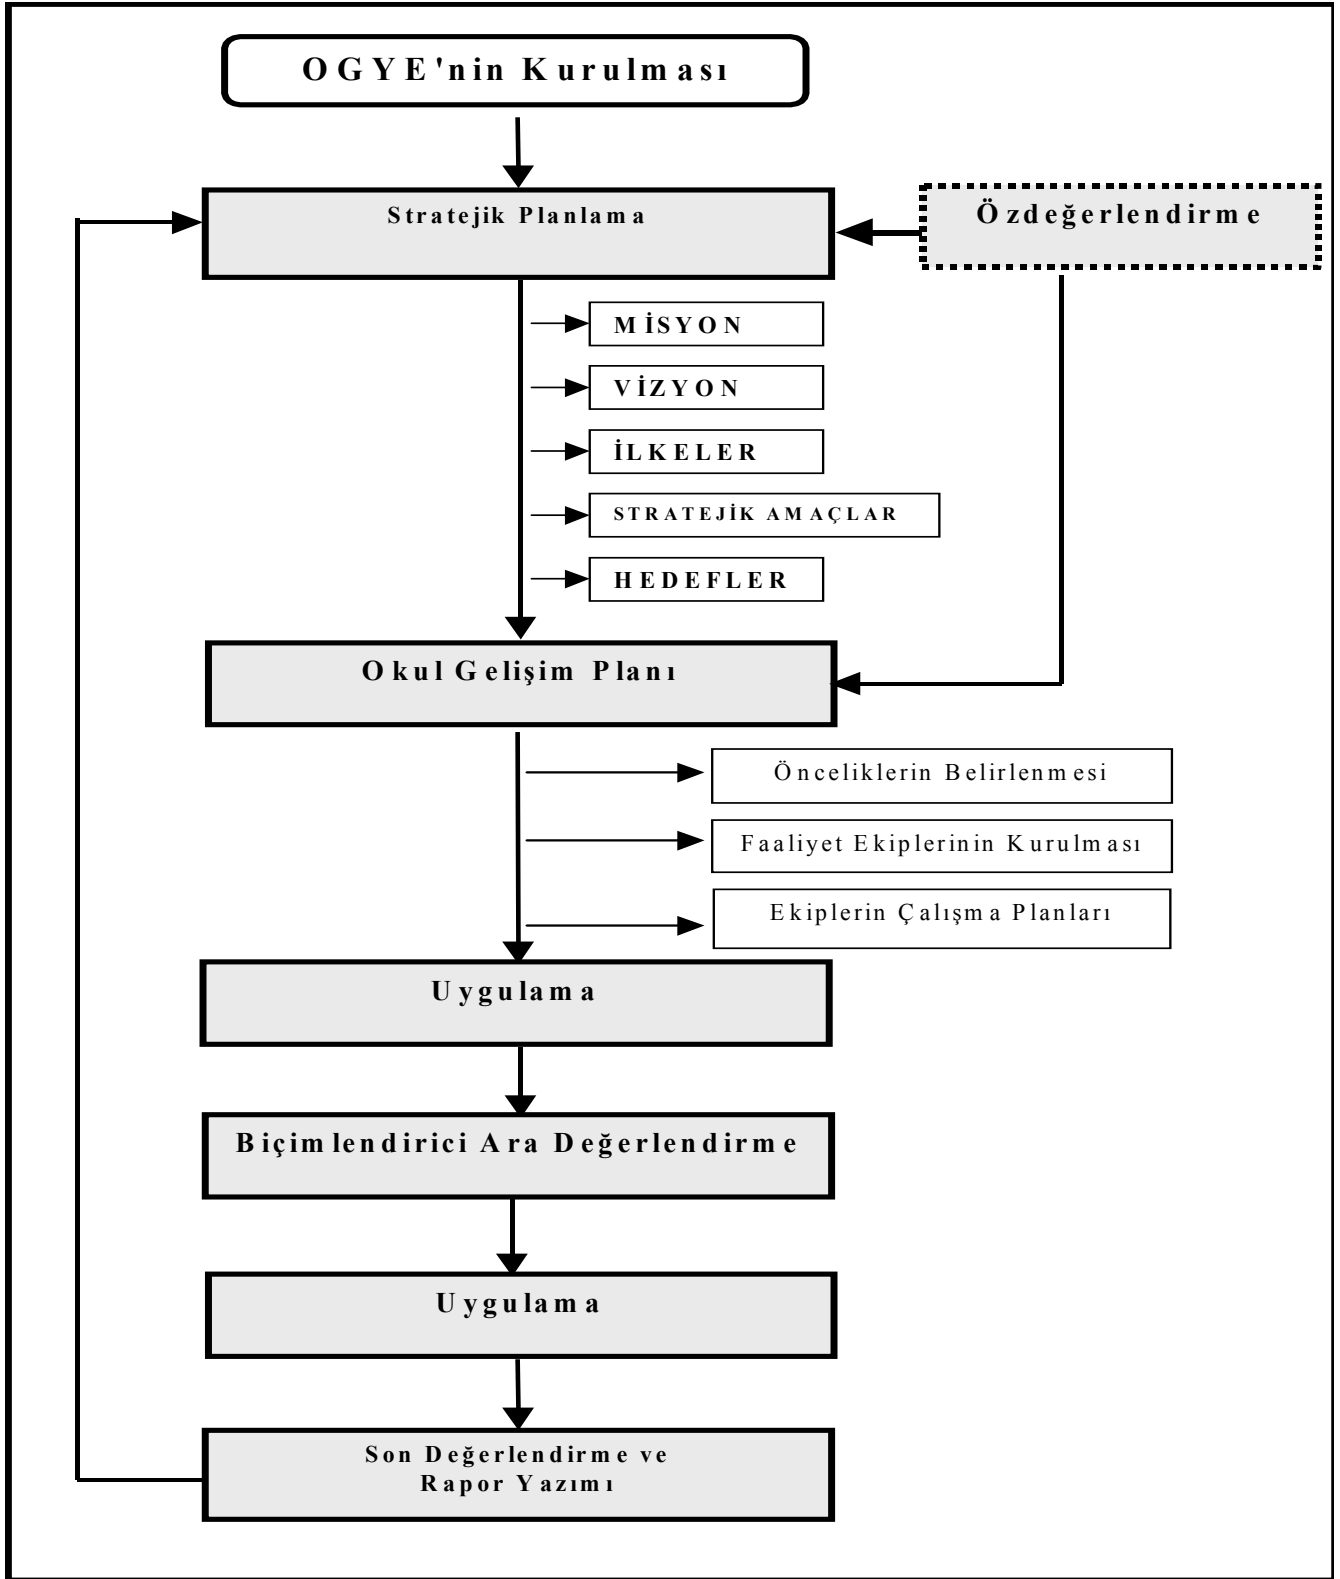 OGYE'nin Kurulması
Stratejik Planlama
Özdeğerlendirme
MİSYON
VİZYON
İLKELER
STRATEJİK AMAÇLAR
HEDEFLER
Okul Gelişim Planı
Önceliklerin Belirlenmesi
Faaliyet Ekiplerinin Kurulması
Ekiplerin Çalışma Planları
Uygulama
Biçimlendirici Ara Değerlendirme
Uygulama
Son Değerlendirme ve
Rapor Yazımı